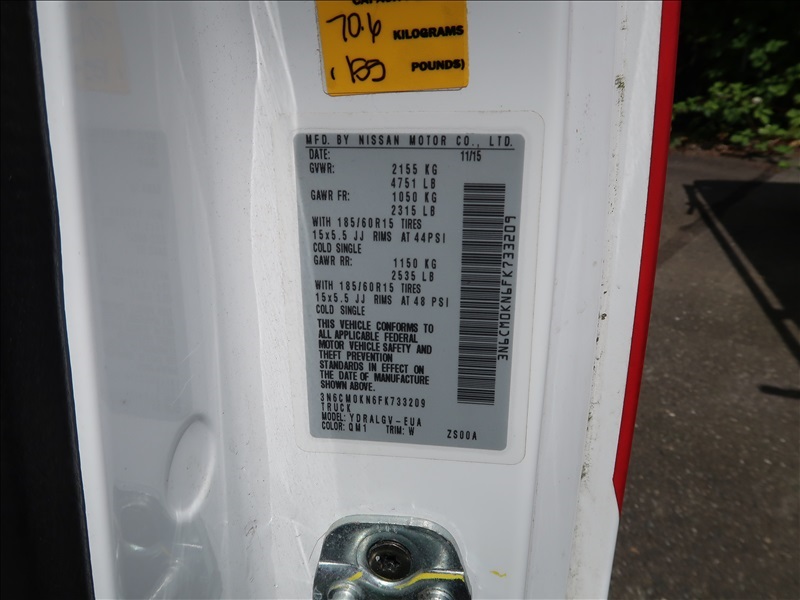 70.6 KILOGRAMS
POUNDS)
MFD. BY NISSAN MOTOR CO., LTD.
DATE: 11/15
GVWR: 2155 KG
4751 LB
GAWR FR: 1050 KG
2315 LB
WITH 185/60R15 TIRES
15x5.5 JJ RIMS AT 44PSI
COLD SINGLE
GAWR RR: 1150 KG
2535 LB
WITH 185/60R15 TIRES
15x5.5 JJ RIMS AT 48 PSI
COLD SINGLE
THIS VEHICLE CONFORMS TO
ALL APPLICABLE FEDERAL
MOTOR VEHICLE SAFETY AND
THEFT PREVENTION
STANDARDS IN EFFECT ON
THE DATE OF MANUFACTURE
SHOWN ABOVE.
3N6CM0KN6FK733209
TRUCK
MODEL: YDRALGV-EUA
COLOR: QM1 TRIM: W ZS00A
3N6CM0KN6FK733209